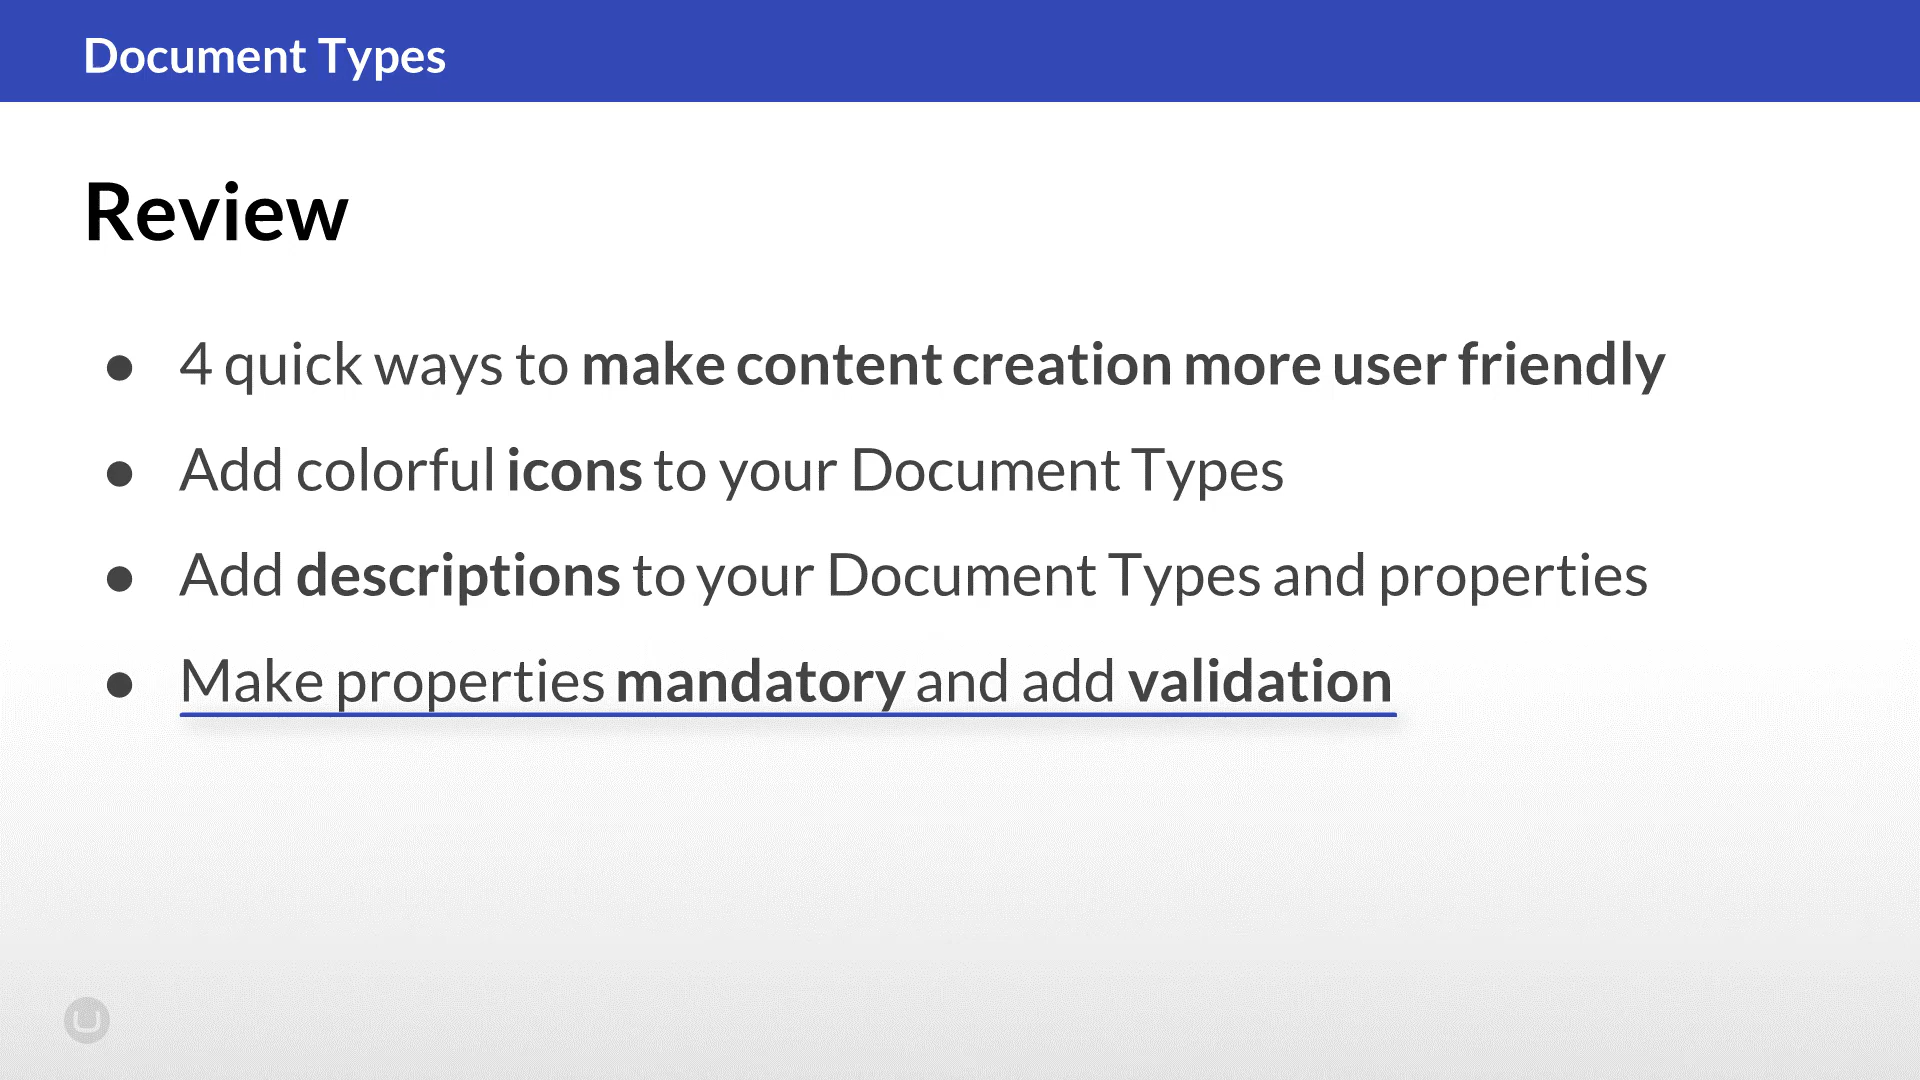 Document Types
Review
● 4 quick ways to make content creation more user friendly
● Add colorful icons to your Document Types
● Add descriptions to your Document Types and properties
● Make properties mandatory and add validation